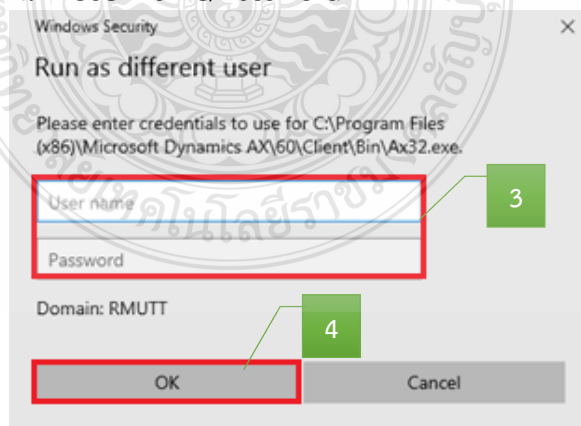 Windows Security
Run as different user
Please enter credentials to use for C:\Program Files
(x86)\Microsoft Dynamics AX\60\Client\Bin\Ax32.exe.
User name
3
Password
Domain: RMUTT
4
OK
Cancel